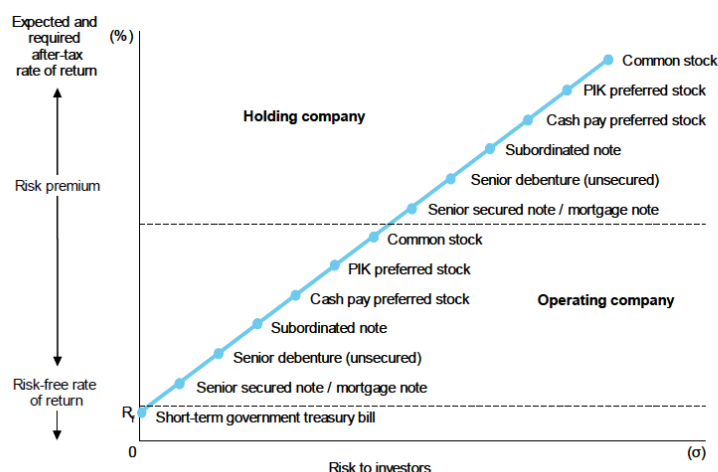 Expected and
required
after-tax
rate of return
(%)
Common stock
PIK preferred stock
Holding company
Cash pay preferred stock
Subordinated note
Risk premium
Senior debenture (unsecured)
Senior secured note / mortgage note
Common stock
PIK preferred stock
Cash pay preferred stock
Operating company
Subordinated note
Senior debenture (unsecured)
Risk-free rate
of return
Senior secured note / mortgage note
Rf
Short-term government treasury bill
0
(σ)
Risk to investors